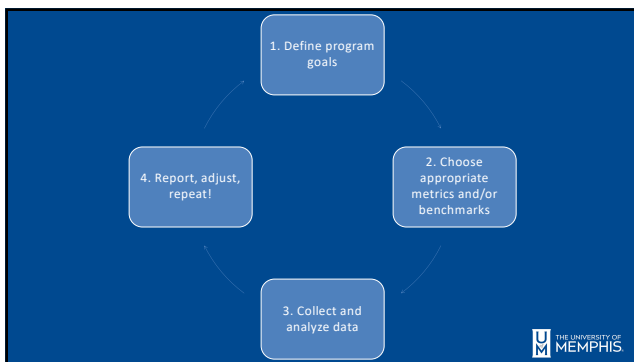 1. Define program
goals
2. Choose
appropriate
metrics and/or
benchmarks
4. Report, adjust,
repeat!
3. Collect and
analyze data
UM
THE UNIVERSITY OF
MEMPHIS.